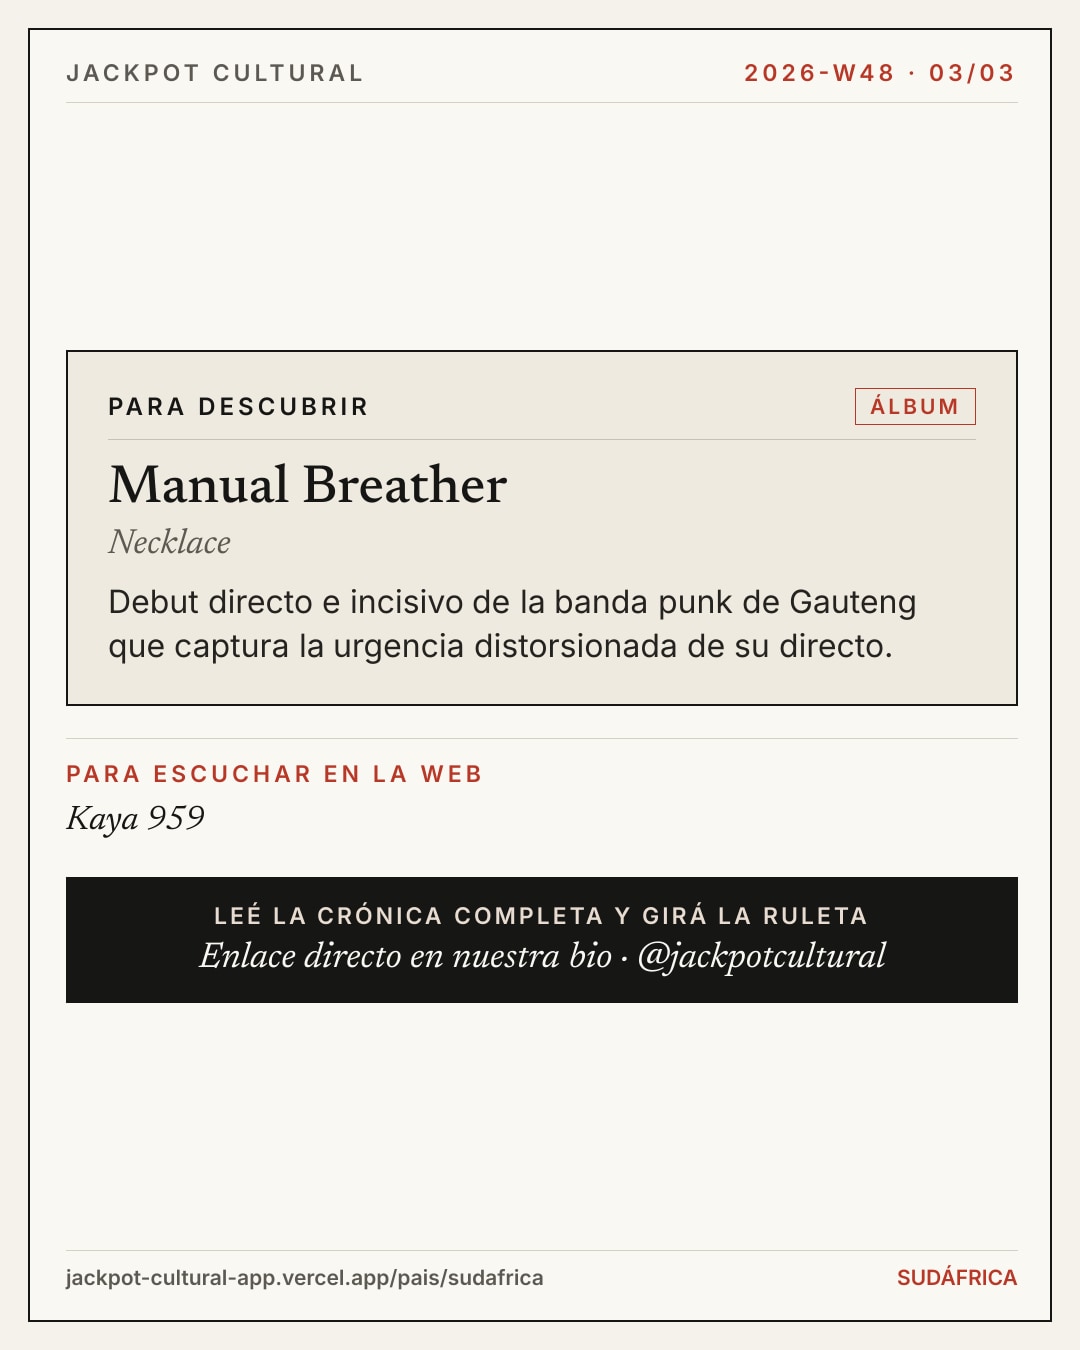 JACKPOT CULTURAL
2026-W48 · 03/03
PARA DESCUBRIR
ÁLBUM
Manual Breather
Necklace
Debut directo e incisivo de la banda punk de Gauteng
que captura la urgencia distorsionada de su directo.
PARA ESCUCHAR EN LA WEB
Kaya 959
LEÉ LA CRÓNICA COMPLETA Y GIRÁ LA RULETA
Enlace directo en nuestra bio · @jackpotcultural
jackpot-cultural-app.vercel.app/pais/sudafrica
SUDÁFRICA